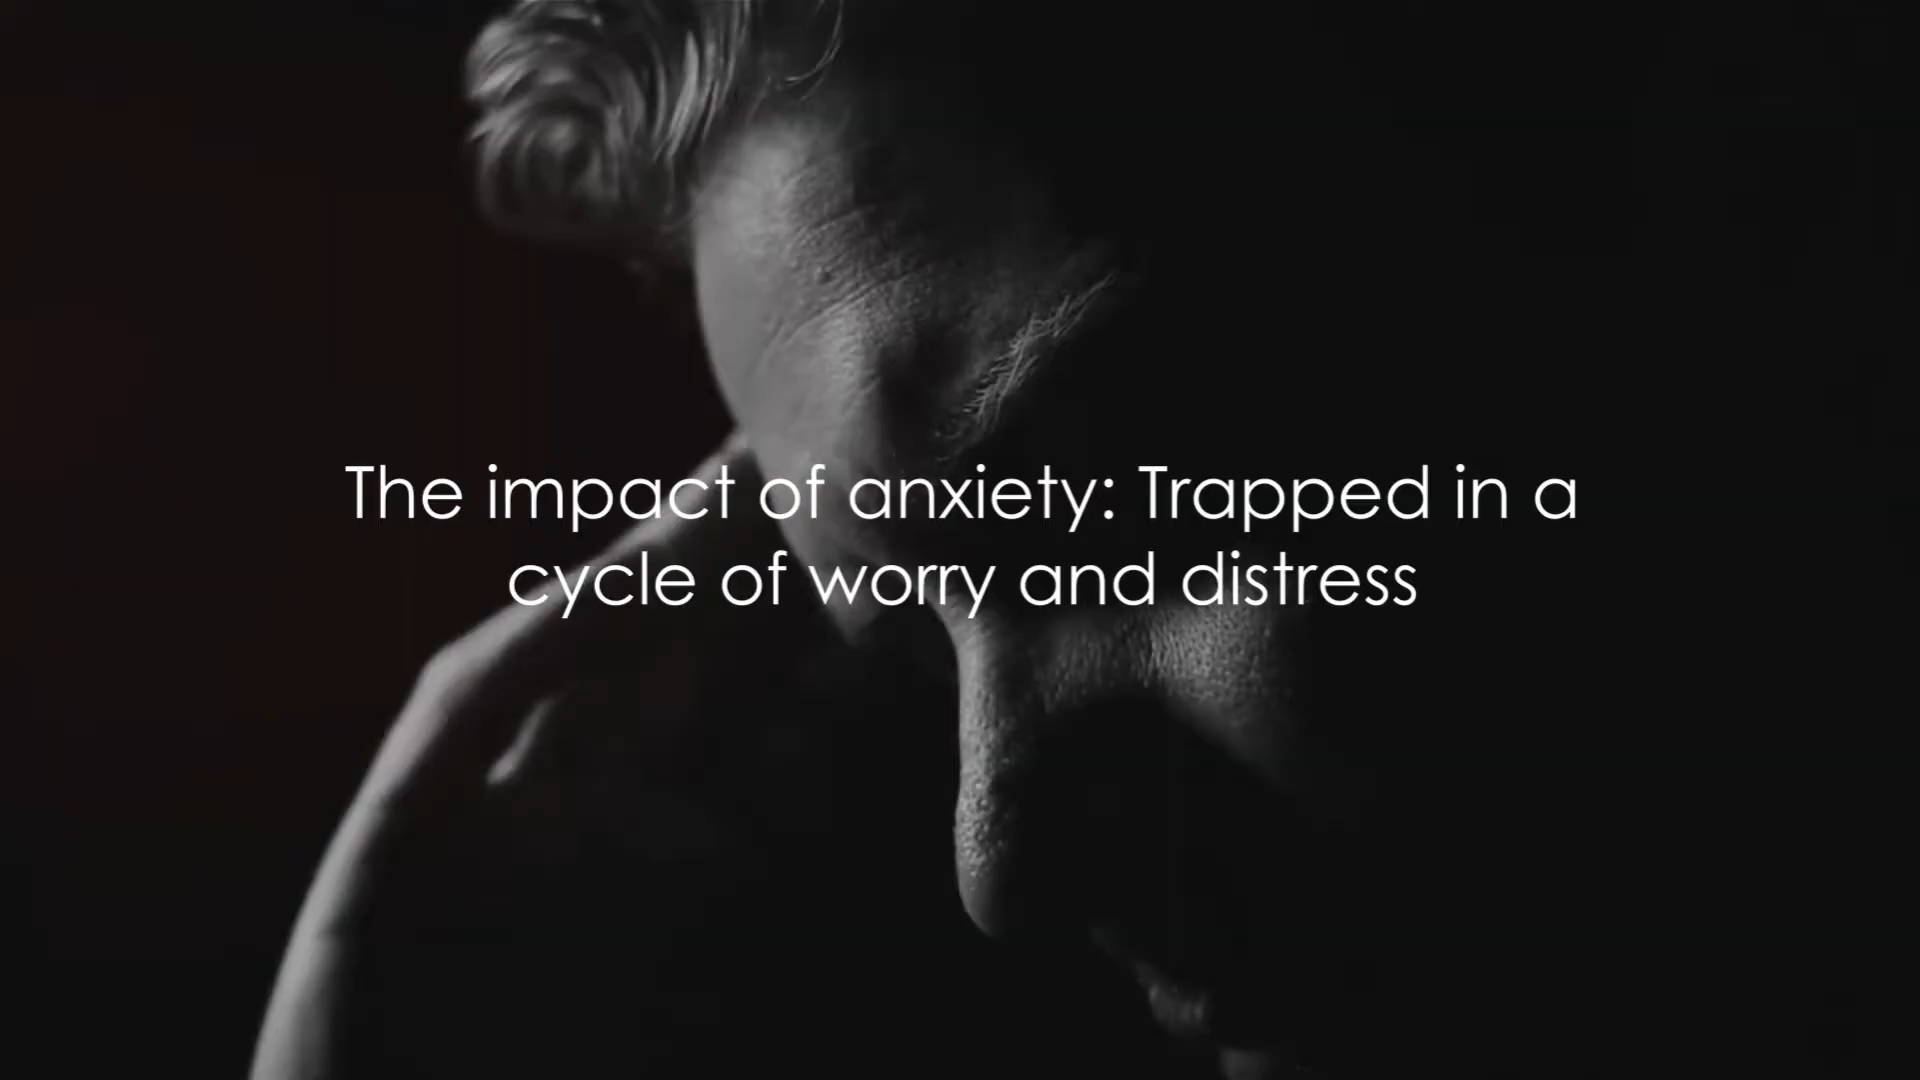 The impact of anxiety: Trapped in a
cycle of worry and distress